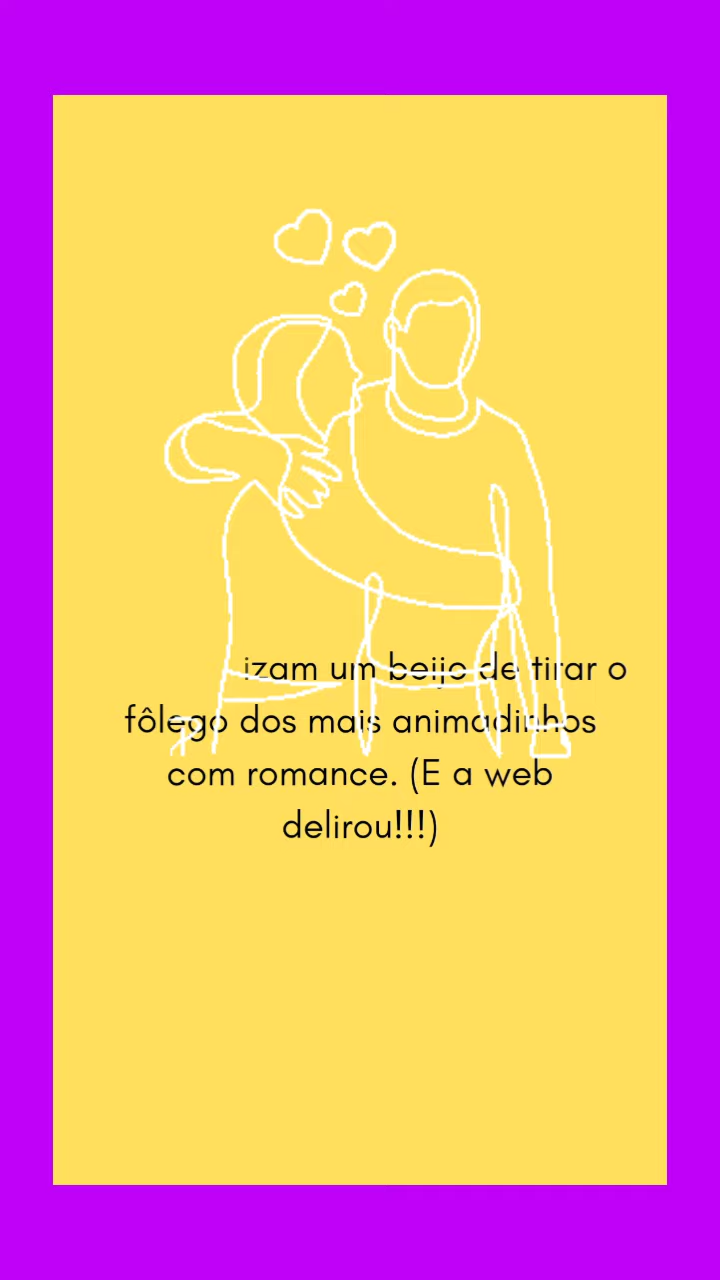 izam um beijo de tirar o
fôlego dos mais animadinhos
com romance. (E a web
delirou!!!)